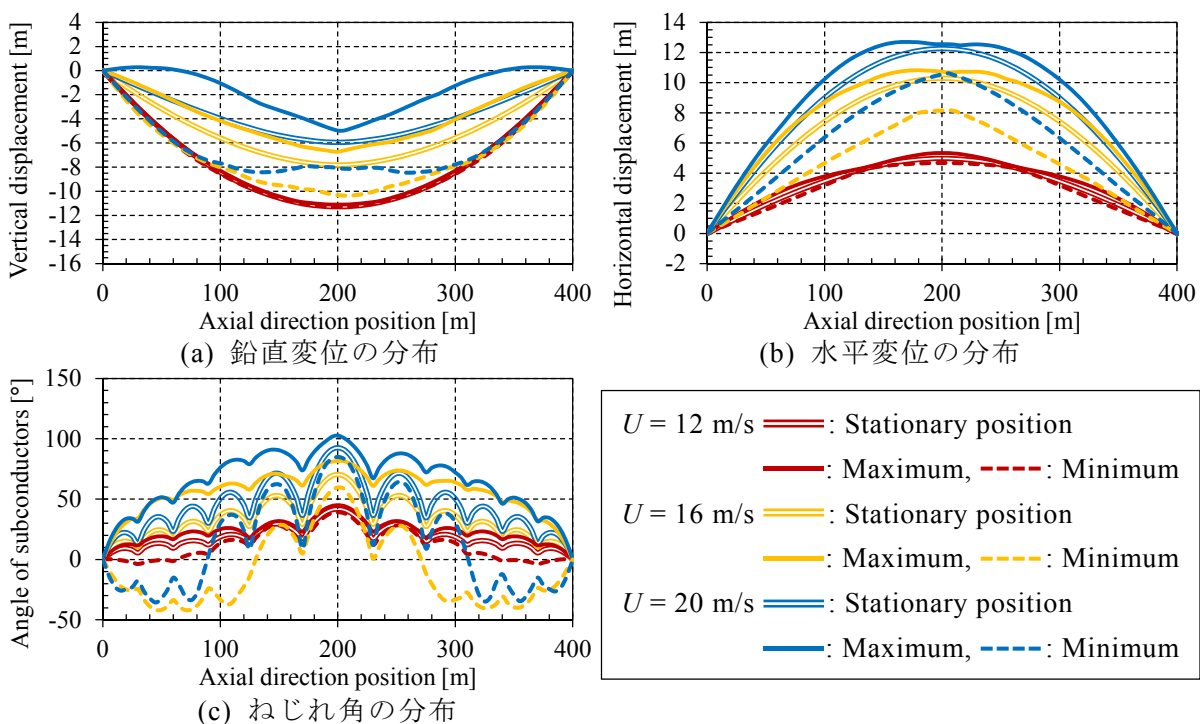 Vertical displacement [m]
4
2
0
-2
-4
-6
-8
-10
-12
-14
-16
0 100 200 300 400
Axial direction position [m]
(a) 鉛直変位の分布
Horizontal displacement [m]
14
12
10
8
6
4
2
0
-2
0 100 200 300 400
Axial direction position [m]
(b) 水平変位の分布
Angle of subconductors [°]
150
100
50
0
-50
0 100 200 300 400
Axial direction position [m]
(c) ねじれ角の分布
U = 12 m/s : Stationary position
: Maximum, : Minimum
U = 16 m/s : Stationary position
: Maximum, : Minimum
U = 20 m/s : Stationary position
: Maximum, : Minimum